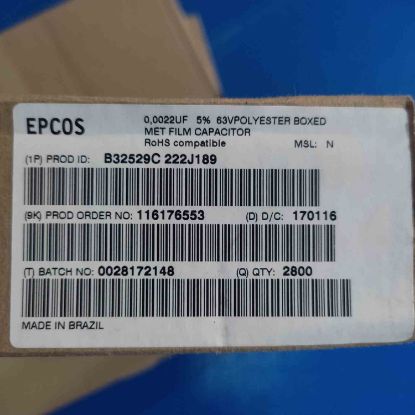 EPCOS
0,0022UF 5% 63VPOLYESTER BOXED
MET FILM CAPACITOR
RoHS compatible MSL: N
(1P) PROD ID: B32529C 222J189
(9K) PROD ORDER NO: 116176553 (D) D/C: 170116
(T) BATCH NO: 0028172148 (Q) QTY: 2800
MADE IN BRAZIL